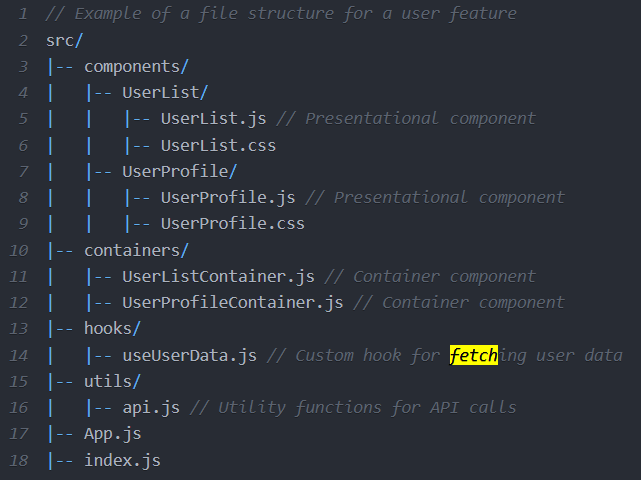 1 // Example of a file structure for a user feature
2 src/
3 |-- components/
4 |   |-- UserList/
5 |   |   |-- UserList.js // Presentational component
6 |   |   |-- UserList.css
7 |   |-- UserProfile/
8 |   |   |-- UserProfile.js // Presentational component
9 |   |   |-- UserProfile.css
10 |-- containers/
11 |   |-- UserListContainer.js // Container component
12 |   |-- UserProfileContainer.js // Container component
13 |-- hooks/
14 |   |-- useUserData.js // Custom hook for fetching user data
15 |-- utils/
16 |   |-- api.js // Utility functions for API calls
17 |-- App.js
18 |-- index.js